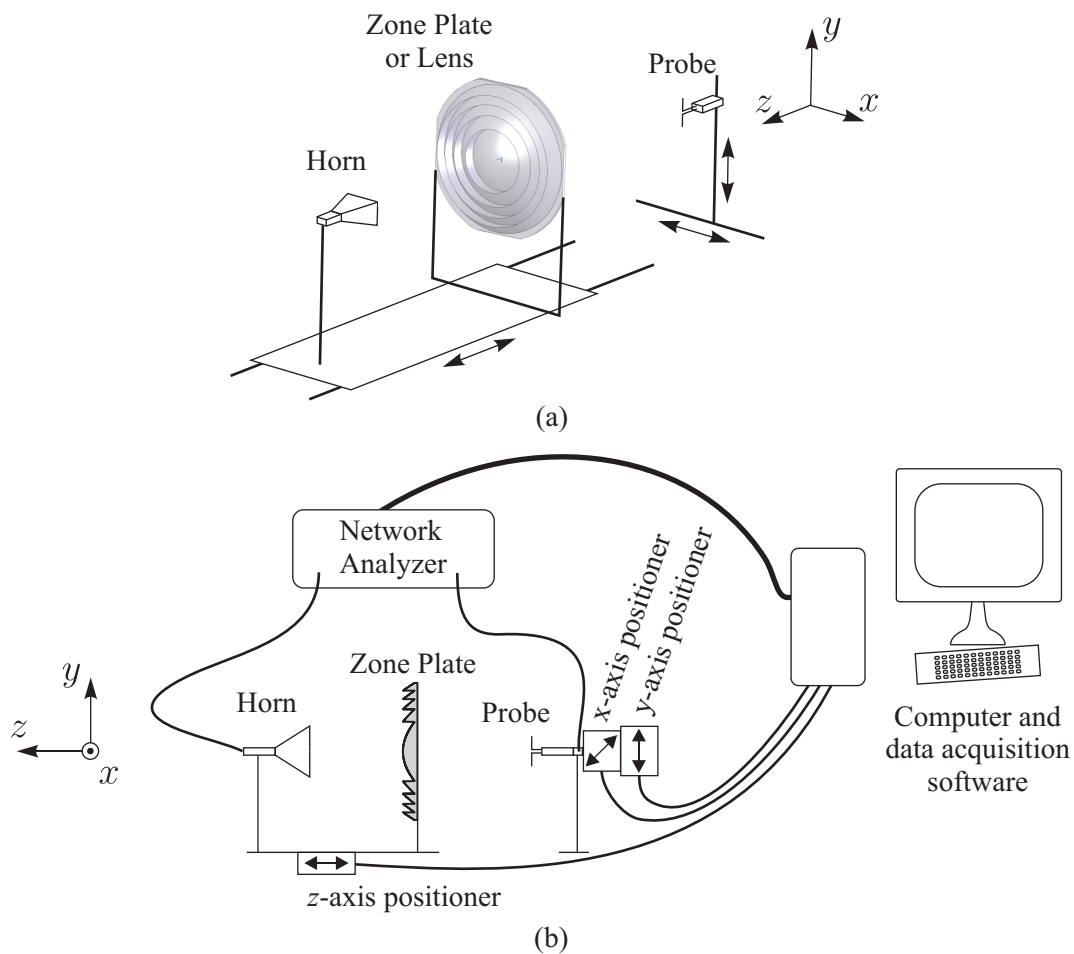 Zone Plate
or Lens
Probe
y
z
x
Horn
(a)
Network
Analyzer
x-axis positioner
y-axis positioner
Zone Plate
y
Horn
Probe
z
x
Computer and
data acquisition
software
z-axis positioner
(b)